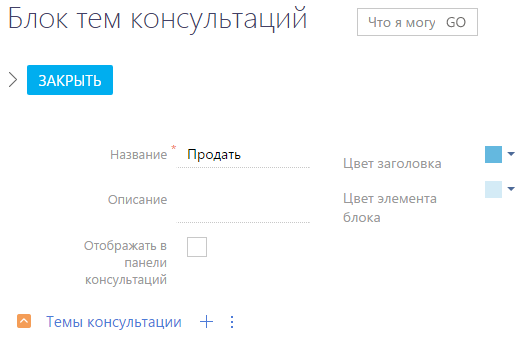 Блок тем консультаций
Что я могу GO
ЗАКРЫТЬ
Название * Продать
Цвет заголовка
Описание
Цвет элемента
блока
Отображать в
панели
консультаций
Темы консультации